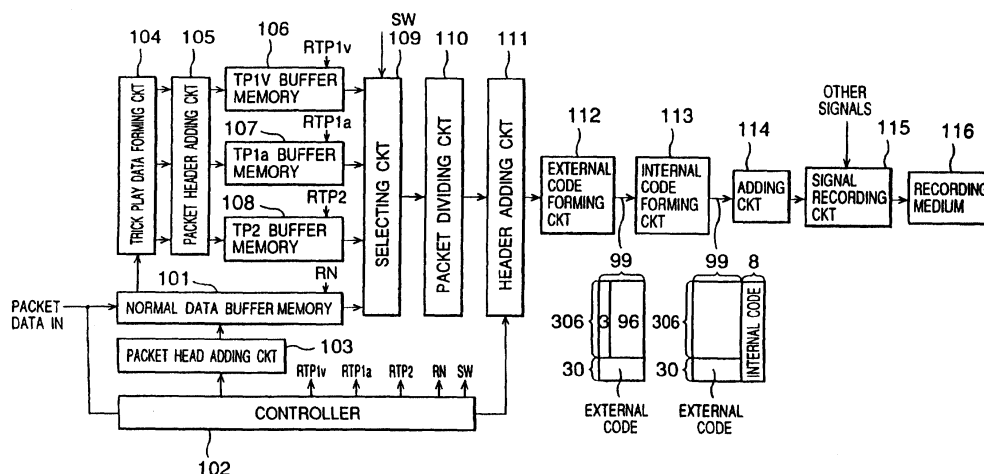 104
105
106
RTP1v
SW
109
110
111
TRICK PLAY DATA FORMING CKT
PACKET HEADER ADDING CKT
TP1V BUFFER
MEMORY
107
RTP1a
TP1a BUFFER
MEMORY
108
RTP2
TP2 BUFFER
MEMORY
SELECTING CKT
PACKET DIVIDING CKT
HEADER ADDING CKT
112
EXTERNAL
CODE
FORMING
CKT
113
INTERNAL
CODE
FORMING
CKT
114
ADDING
CKT
OTHER
SIGNALS
115
SIGNAL
RECORDING
CKT
116
RECORDING
MEDIUM
101
RN
PACKET
DATA IN
NORMAL DATA BUFFER MEMORY
PACKET HEAD ADDING CKT
103
RTP1v
RTP1a
RTP2
RN
SW
CONTROLLER
102
99
306
3
96
30
EXTERNAL
CODE
99
8
306
30
INTERNAL CODE
EXTERNAL
CODE